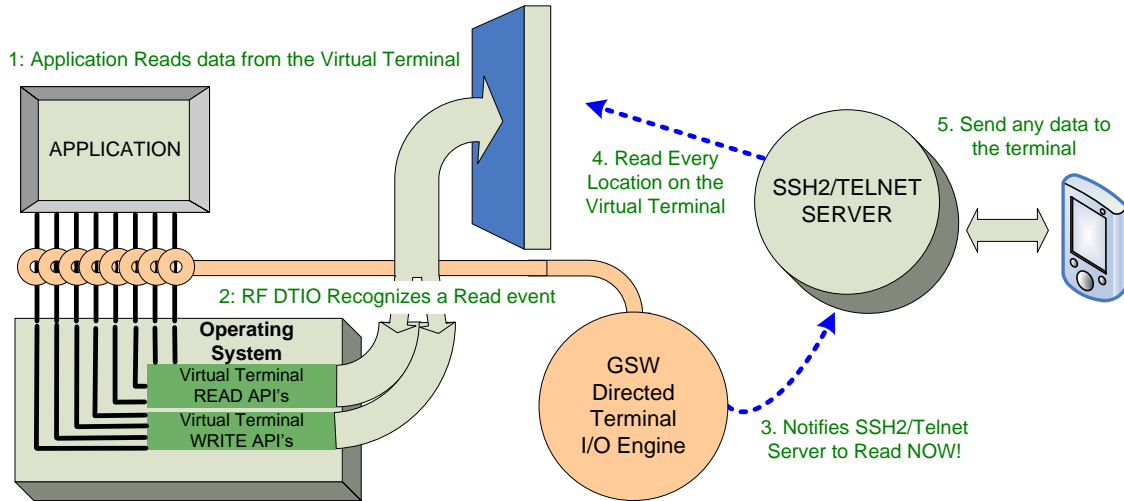 1: Application Reads data from the Virtual Terminal
APPLICATION
2: RF DTIO Recognizes a Read event
Operating
System
Virtual Terminal
READ API's
Virtual Terminal
WRITE API's
GSW
Directed
Terminal
I/O Engine
3. Notifies SSH2/Telnet
Server to Read NOW!
4. Read Every
Location on the
Virtual Terminal
SSH2/TELNET
SERVER
5. Send any data to
the terminal